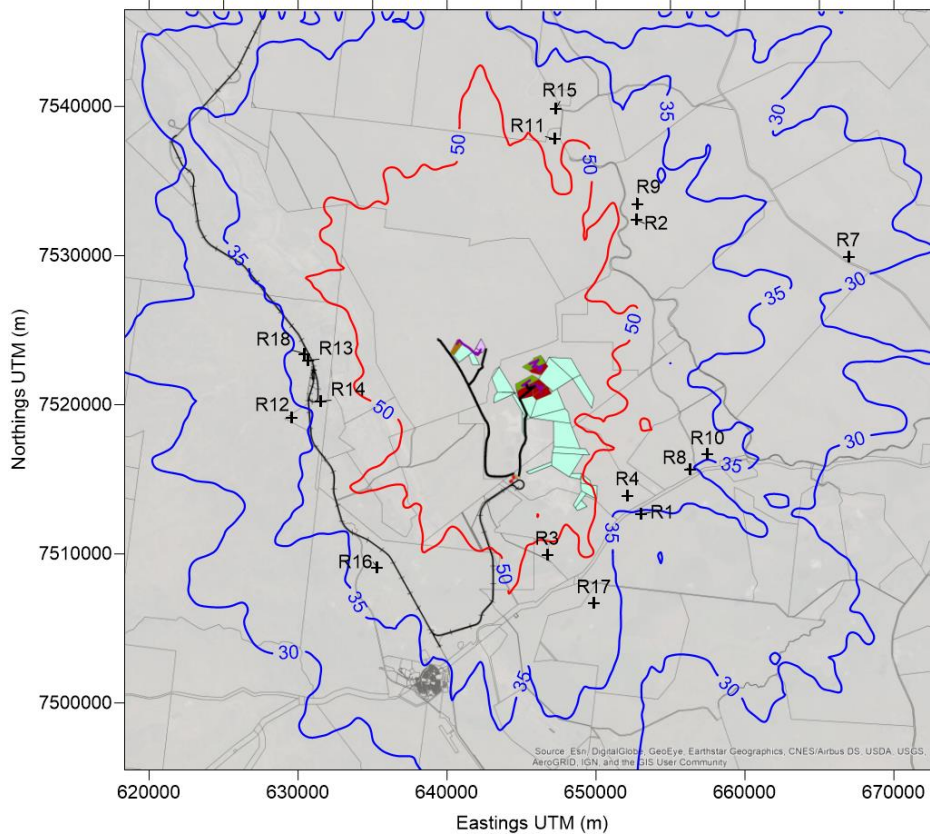 7540000
7530000
7520000
7510000
7500000
Northings UTM (m)
620000
630000
640000
650000
660000
670000
Eastings UTM (m)
R15
R11
R9
R2
R7
R18
R13
R14
R12
R10
R8
R4
R1
R3
R16
R17
50
50
50
50
50
35
35
35
35
35
35
35
30
30
30
30
30
Source: Esri, DigitalGlobe, GeoEye, Earthstar Geographics, CNES/Airbus DS, USDA, USGS,
AeroGRID, IGN, and the GIS User Community